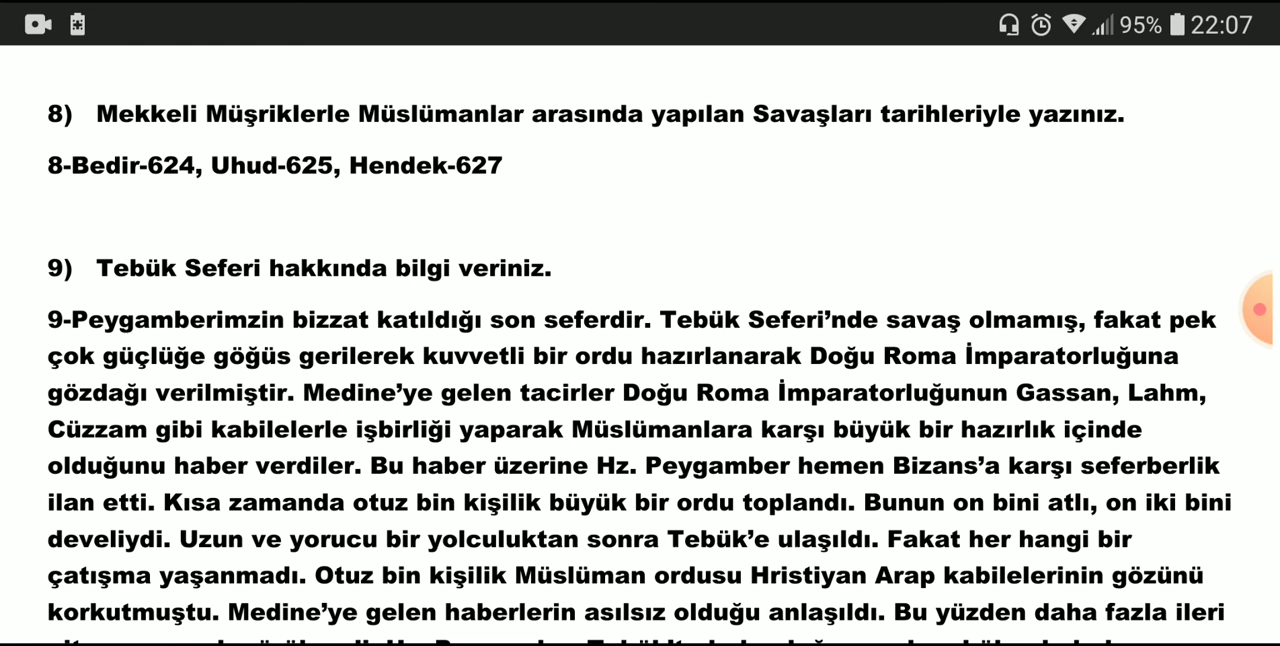 95% 22:07
8) Mekkeli Müşriklerle Müslümanlar arasında yapılan Savaşları tarihleriyle yazınız.
8-Bedir-624, Uhud-625, Hendek-627
9) Tebük Seferi hakkında bilgi veriniz.
9-Peygamberimzin bizzat katıldığı son seferdir. Tebük Seferi’nde savaş olmamış, fakat pek
çok güçlüğe göğüs gerilerek kuvvetli bir ordu hazırlanarak Doğu Roma İmparatorluğuna
gözdağı verilmiştir. Medine’ye gelen tacirler Doğu Roma İmparatorluğunun Gassan, Lahm,
Cüzzam gibi kabilelerle işbirliği yaparak Müslümanlara karşı büyük bir hazırlık içinde
olduğunu haber verdiler. Bu haber üzerine Hz. Peygamber hemen Bizans’a karşı seferberlik
ilan etti. Kısa zamanda otuz bin kişilik büyük bir ordu toplandı. Bunun on bini atlı, on iki bini
develiydi. Uzun ve yorucu bir yolculuktan sonra Tebük’e ulaşıldı. Fakat her hangi bir
çatışma yaşanmadı. Otuz bin kişilik Müslüman ordusu Hristiyan Arap kabilelerinin gözünü
korkutmuştu. Medine’ye gelen haberlerin asılsız olduğu anlaşıldı. Bu yüzden daha fazla ileri